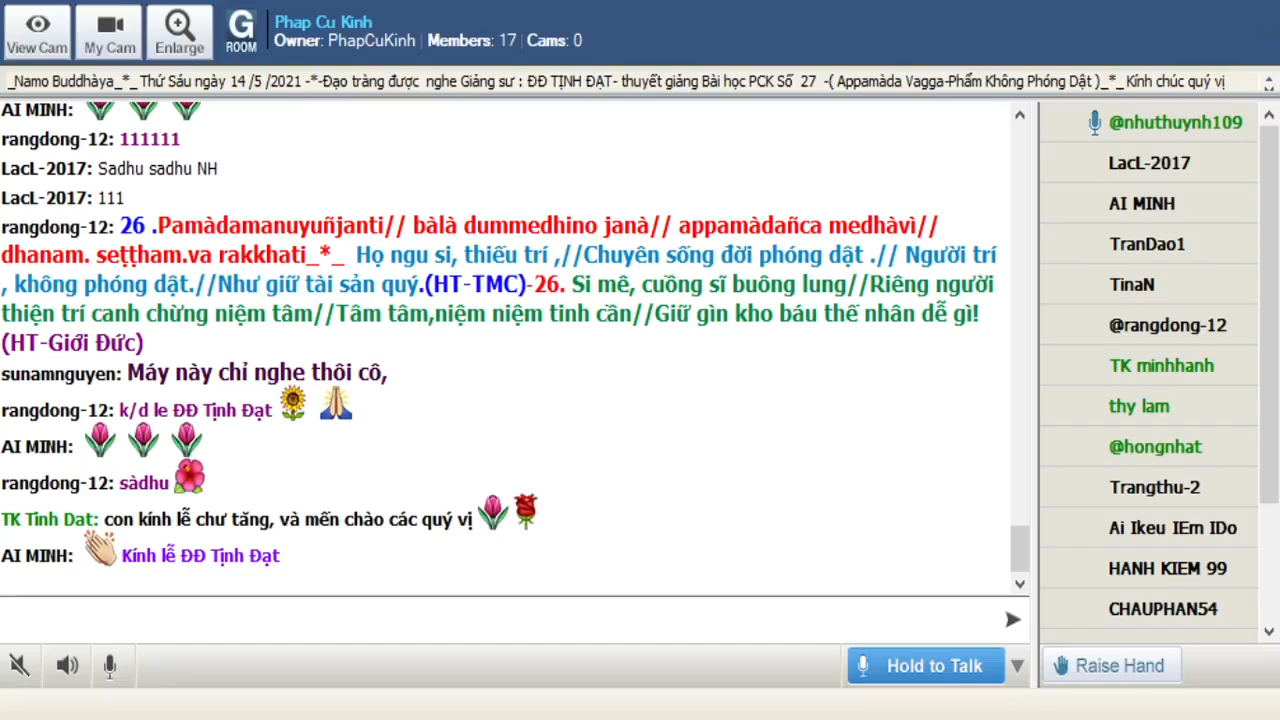 View Cam
My Cam
Enlarge
G
ROOM
Phap Cu Kinh
Owner: PhapCuKinh | Members: 17 | Cams: 0
_Namo Buddhàya_*_ Thứ Sáu ngày 14 /5 /2021 -*-Đạo tràng được nghe Giảng sư : ĐĐ TỊNH ĐẠT- thuyết giảng Bài học PCK Số 27 -( Appamàda Vagga-Phẩm Không Phóng Dật )_*_Kính chúc quý vị
AI MINH:
rangdong-12: 111111
LacL-2017: Sadhu sadhu NH
LacL-2017: 111
rangdong-12: 26 .Pamàdamanuyuñjanti// bàlà dummedhino janà// appamàdañca medhàvì//
dhanam. seṭṭham.va rakkhati_*_ Họ ngu si, thiếu trí ,//Chuyên sống đời phóng dật .// Người trí
, không phóng dật.//Như giữ tài sản quý.(HT-TMC)-26. Si mê, cuồng sĩ buông lung//Riêng người
thiện trí canh chừng niệm tâm//Tâm tâm,niệm niệm tinh cần//Giữ gìn kho báu thế nhân dễ gì!
(HT-Giới Đức)
sunamnguyen: Máy này chỉ nghe thôi cô,
rangdong-12: k/d le ĐĐ Tịnh Đạt
AI MINH:
rangdong-12: sàdhu
TK Tinh Dat: con kính lễ chư tăng, và mến chào các quý vị
AI MINH: Kính lễ ĐĐ Tịnh Đạt
Hold to Talk
@nhuthuynh109
LacL-2017
AI MINH
TranDao1
TinaN
@rangdong-12
TK minhhanh
thy lam
@hongnhat
Trangthu-2
Ai Ikeu IEm IDo
HANH KIEM 99
CHAUPHAN54
Raise Hand